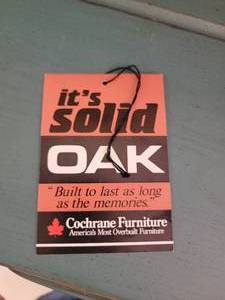 it's
solid
OAK
"Built to last as long
as the memories."
Cochrane Furniture
America's Most Overbuilt Furniture